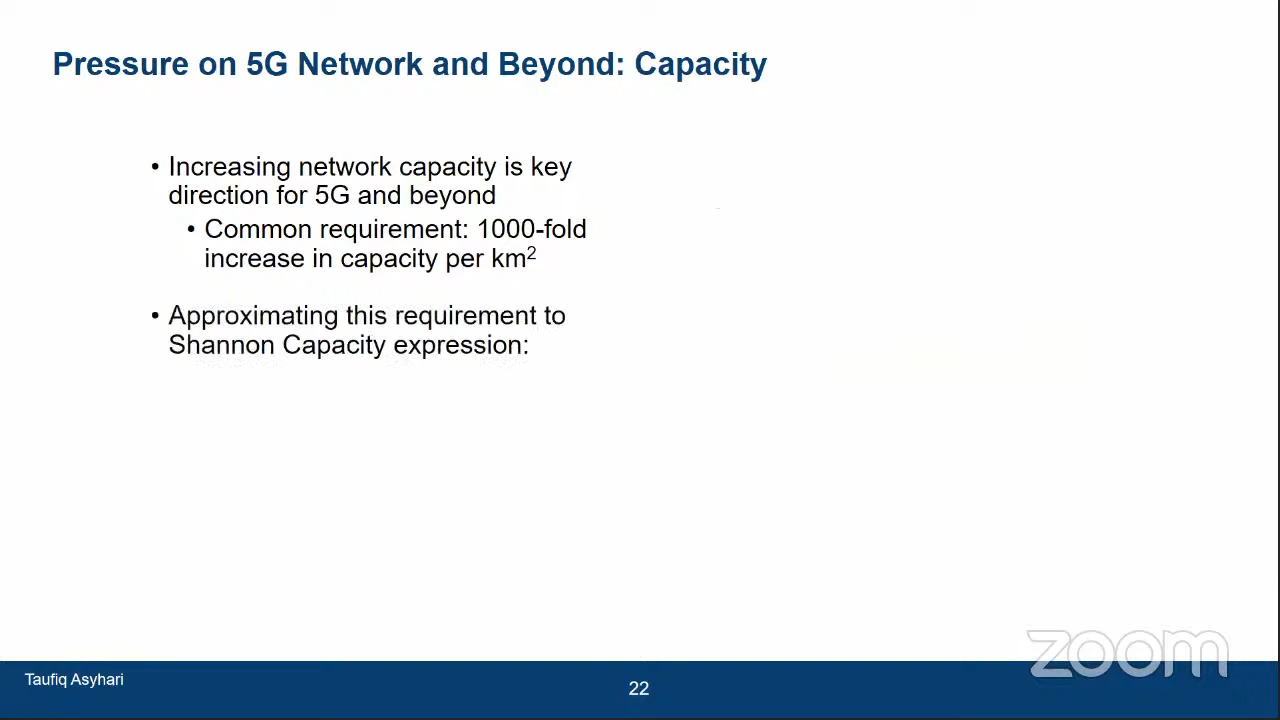 Pressure on 5G Network and Beyond: Capacity
• Increasing network capacity is key
direction for 5G and beyond
• Common requirement: 1000-fold
increase in capacity per km²
• Approximating this requirement to
Shannon Capacity expression:
zoom
Taufiq Asyhari
22